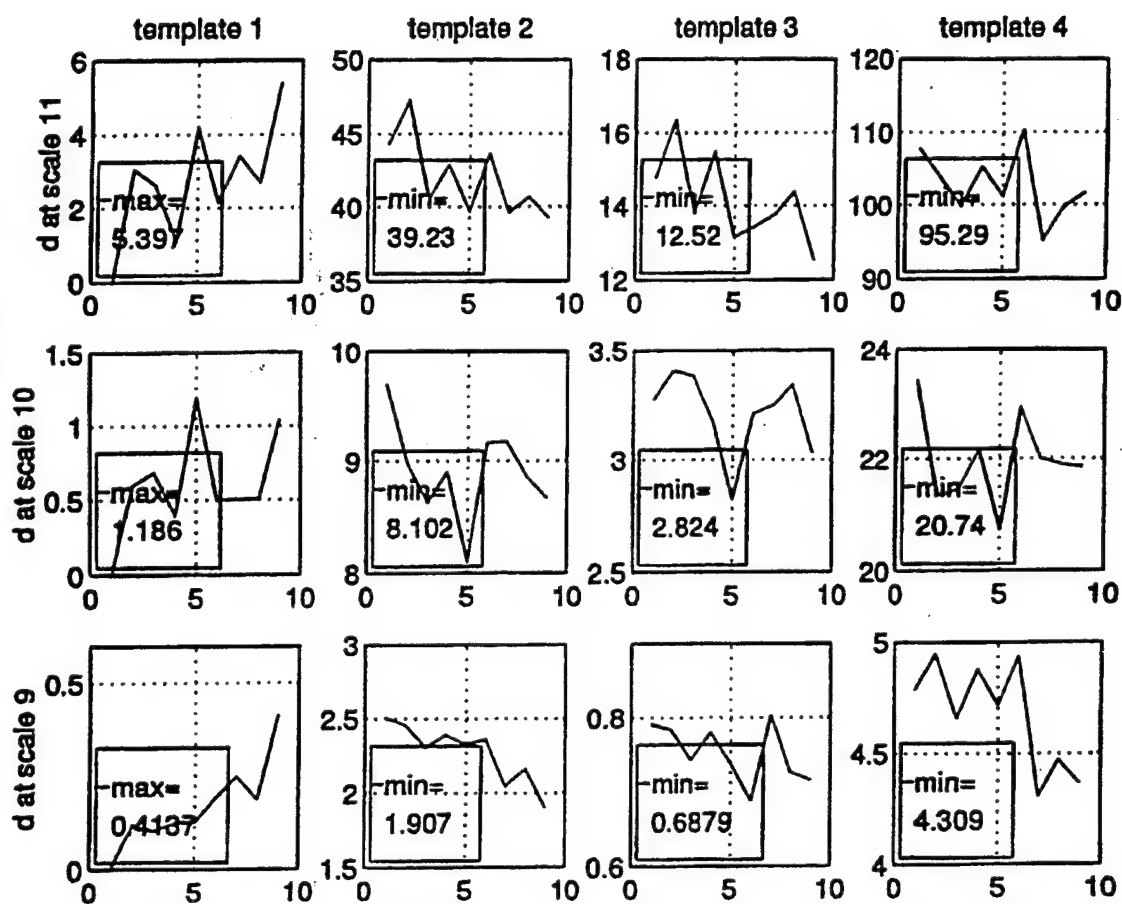 template 1 template 2 template 3 template 4
6 50 18 120
4 45 16 110
2 40 14 100
0 35 12 90
d at scale 11
max= min= min= min=
5.397 39.23 12.52 95.29
0 5 10 0 5 10 0 5 10 0 5 10
1.5 10 3.5 24
1 9 3 22
0.5
0 8 2.5 20
d at scale 10
max= min= min= min=
1.186 8.102 2.824 20.74
0 5 10 0 5 10 0 5 10 0 5 10
0.5 3 0.8 5
2.5 4.5
2
0 1.5 0.6 4
d at scale 9
max= min= min= min=
0.4137 1.907 0.6879 4.309
0 5 10 0 5 10 0 5 10 0 5 10